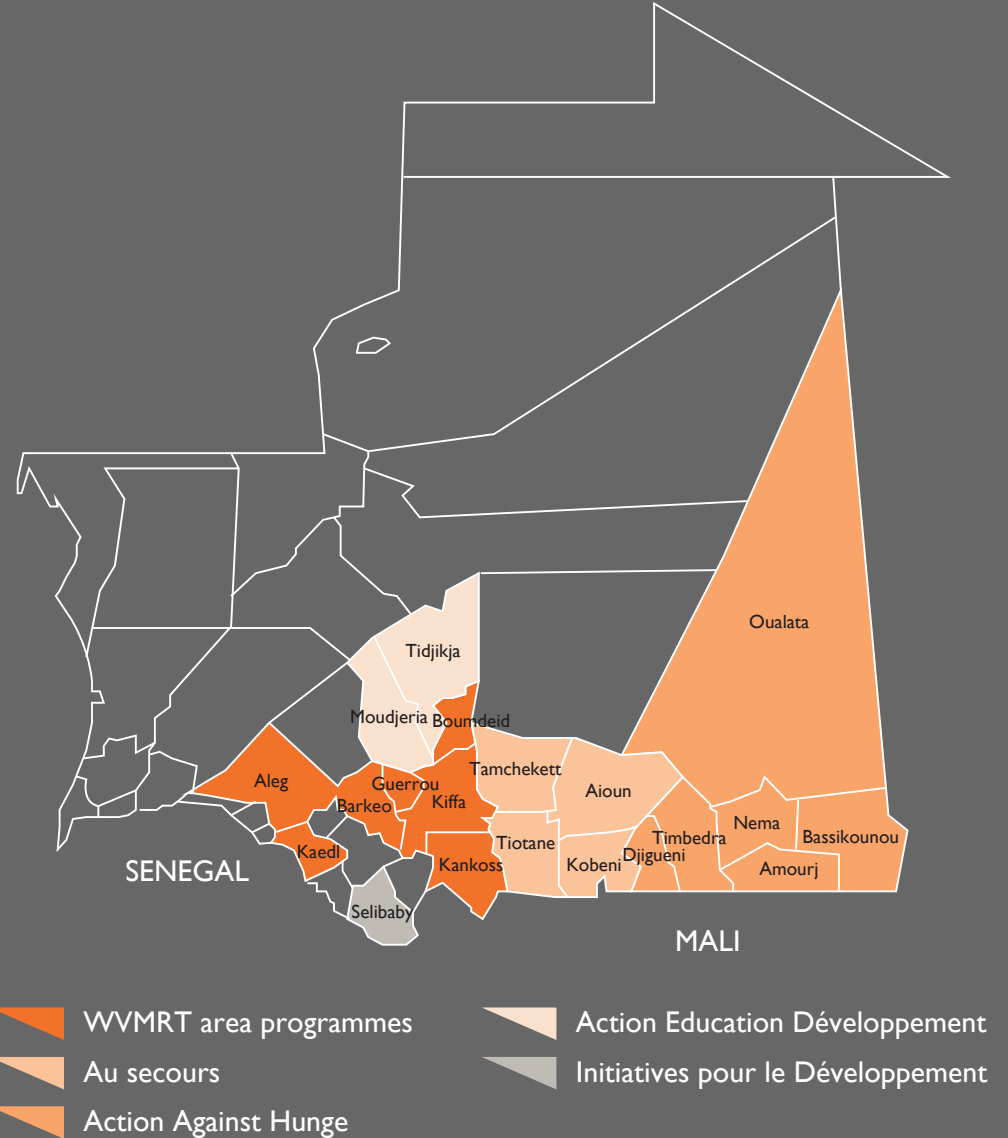 Oualata
Tidjikja
Moudjeria
Boumdeid
Tamchekett
Aleg
Guerrou
Aioun
Barkeo
Kiffa
Nema
Timbedra
Bassikounou
Tiotane
Kaedl
Djigueni
Kankoss
Kobeni
Amourj
SENEGAL
Selibaby
MALI
WVMRT area programmes
Au secours
Action Against Hunge
Action Education Développement
Initiatives pour le Développement